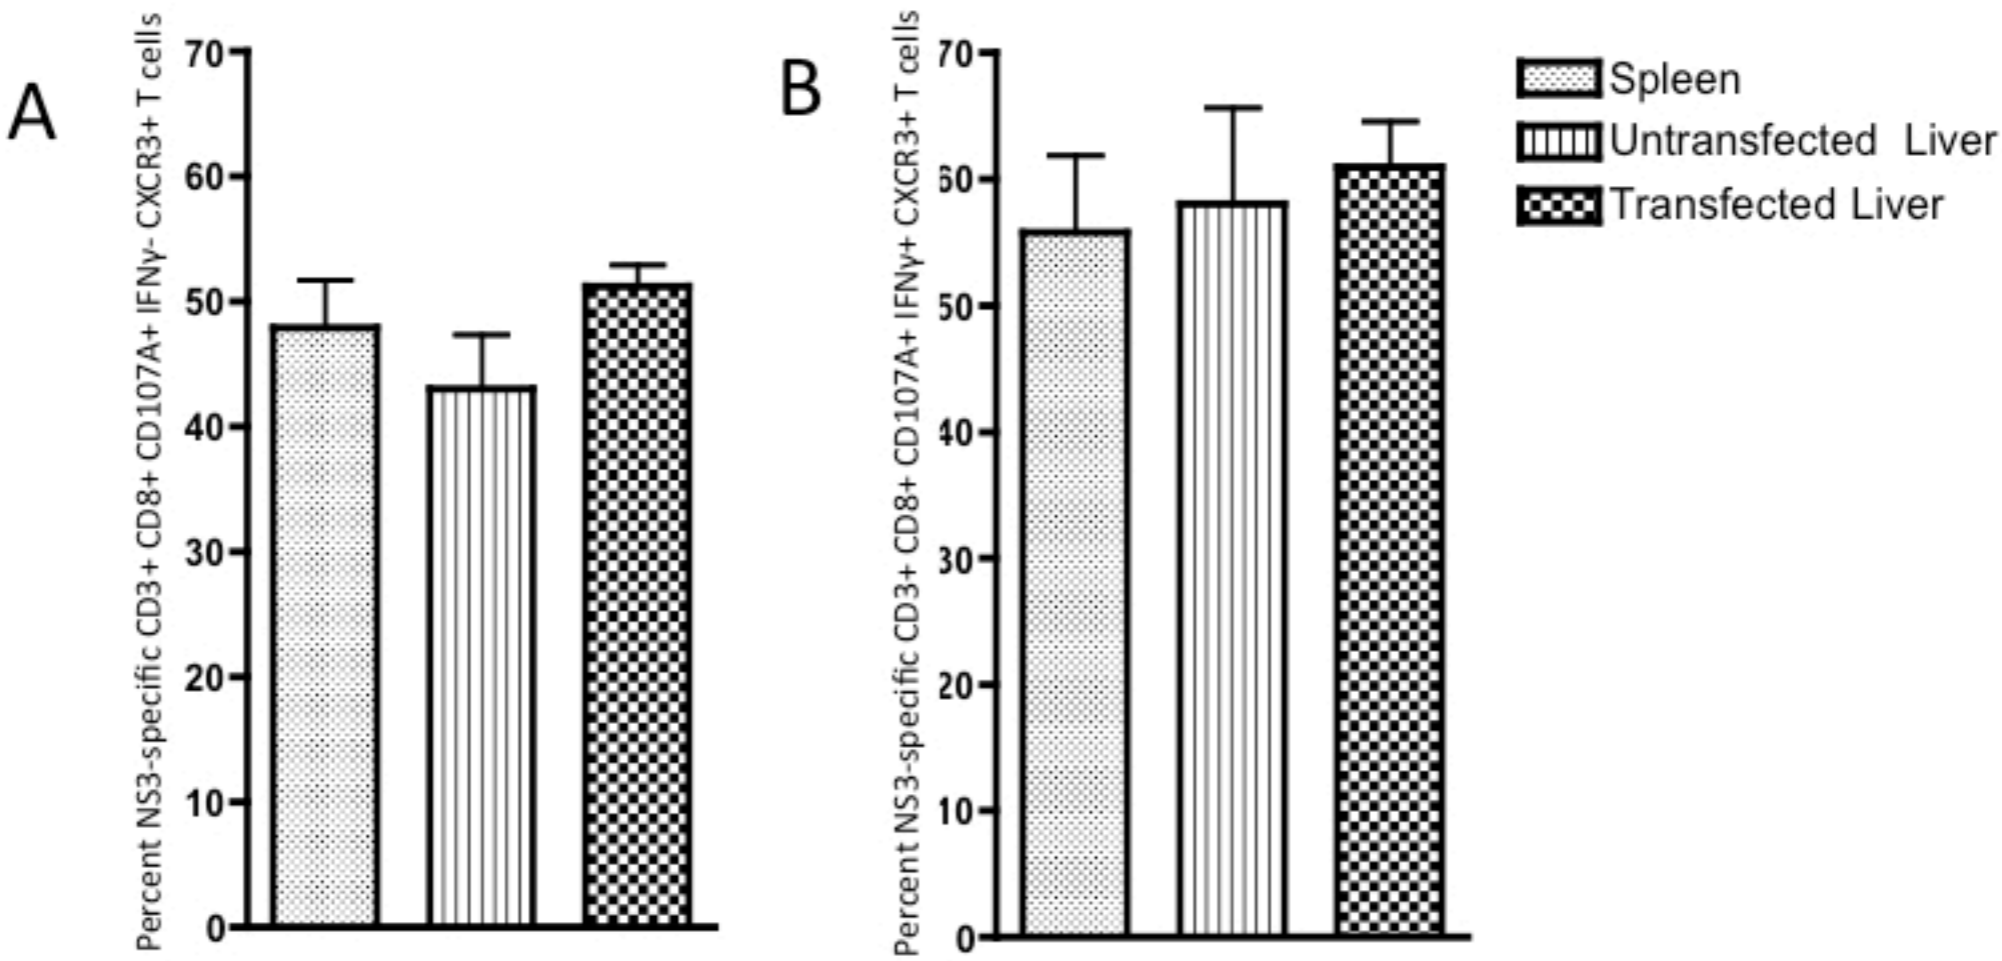 A
Percent NS3-specific CD3+ CD8+ CD107A+ IFNγ- CXCR3+ T cells
70
60
50
40
30
20
10
0
B
Percent NS3-specific CD3+ CD8+ CD107A+ IFNγ+ CXCR3+ T cells
70
60
50
40
30
20
10
0
Spleen
Untransfected Liver
Transfected Liver